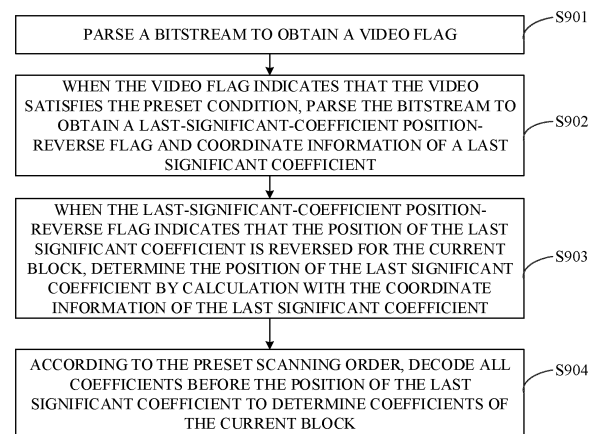 PARSE A BITSTREAM TO OBTAIN A VIDEO FLAG
S901
WHEN THE VIDEO FLAG INDICATES THAT THE VIDEO
SATISFIES THE PRESET CONDITION, PARSE THE BITSTREAM TO
OBTAIN A LAST-SIGNIFICANT-COEFFICIENT POSITION-
REVERSE FLAG AND COORDINATE INFORMATION OF A LAST
SIGNIFICANT COEFFICIENT
S902
WHEN THE LAST-SIGNIFICANT-COEFFICIENT POSITION-
REVERSE FLAG INDICATES THAT THE POSITION OF THE LAST
SIGNIFICANT COEFFICIENT IS REVERSED FOR THE CURRENT
BLOCK, DETERMINE THE POSITION OF THE LAST SIGNIFICANT
COEFFICIENT BY CALCULATION WITH THE COORDINATE
INFORMATION OF THE LAST SIGNIFICANT COEFFICIENT
S903
ACCORDING TO THE PRESET SCANNING ORDER, DECODE ALL
COEFFICIENTS BEFORE THE POSITION OF THE LAST
SIGNIFICANT COEFFICIENT TO DETERMINE COEFFICIENTS OF
THE CURRENT BLOCK
S904